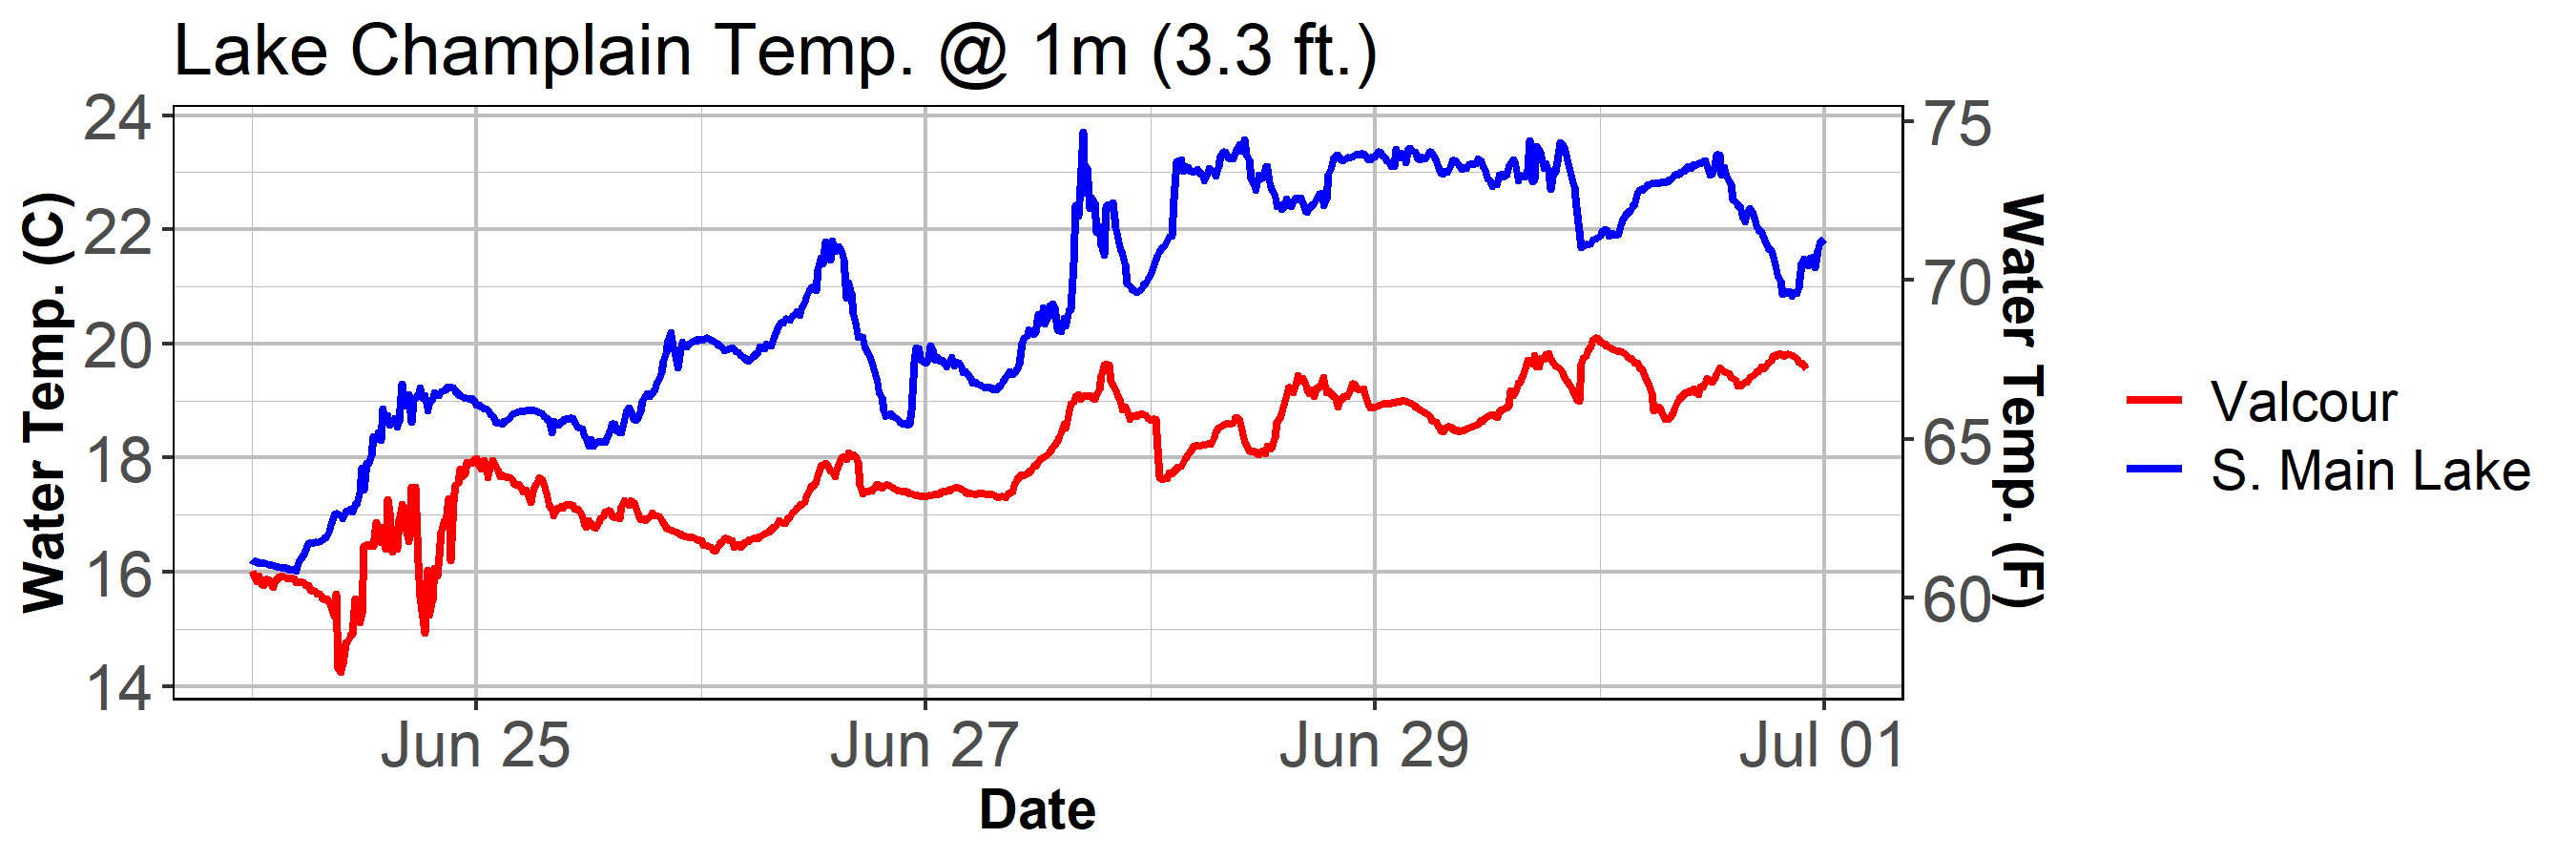 Lake Champlain Temp. @ 1m (3.3 ft.)
24
22
20
18
16
14
Water Temp. (C)
75
70
65
60
Water Temp. (F)
Jun 25
Jun 27
Jun 29
Jul 01
Date
Valcour
S. Main Lake